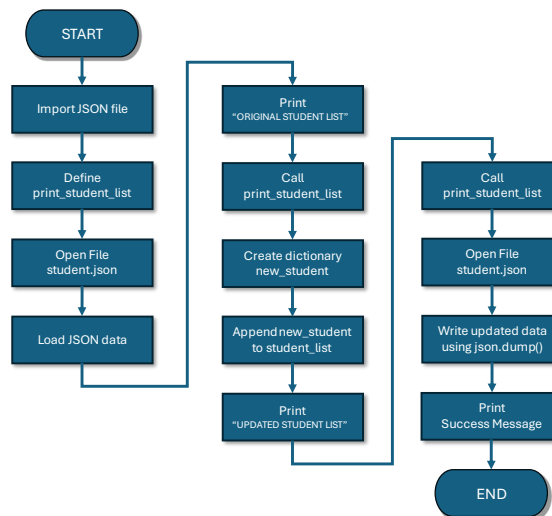 START
Import JSON file
Define
print_student_list
Open File
student.json
Load JSON data
Print
“ORIGINAL STUDENT LIST”
Call
print_student_list
Create dictionary
new_student
Append new_student
to student_list
Print
“UPDATED STUDENT LIST”
Call
print_student_list
Open File
student.json
Write updated data
using json.dump()
Print
Success Message
END